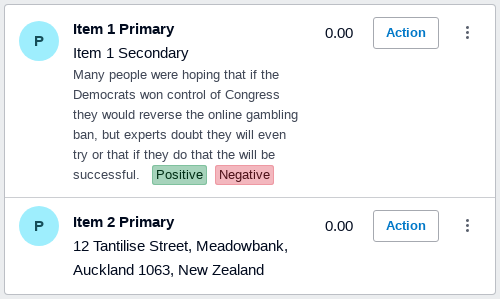 P Item 1 Primary 0.00 Action
Item 1 Secondary
Many people were hoping that if the
Democrats won control of Congress
they would reverse the online gambling
ban, but experts doubt they will even
try or that if they do that the will be
successful. Positive Negative
P Item 2 Primary 0.00 Action
12 Tantilise Street, Meadowbank,
Auckland 1063, New Zealand